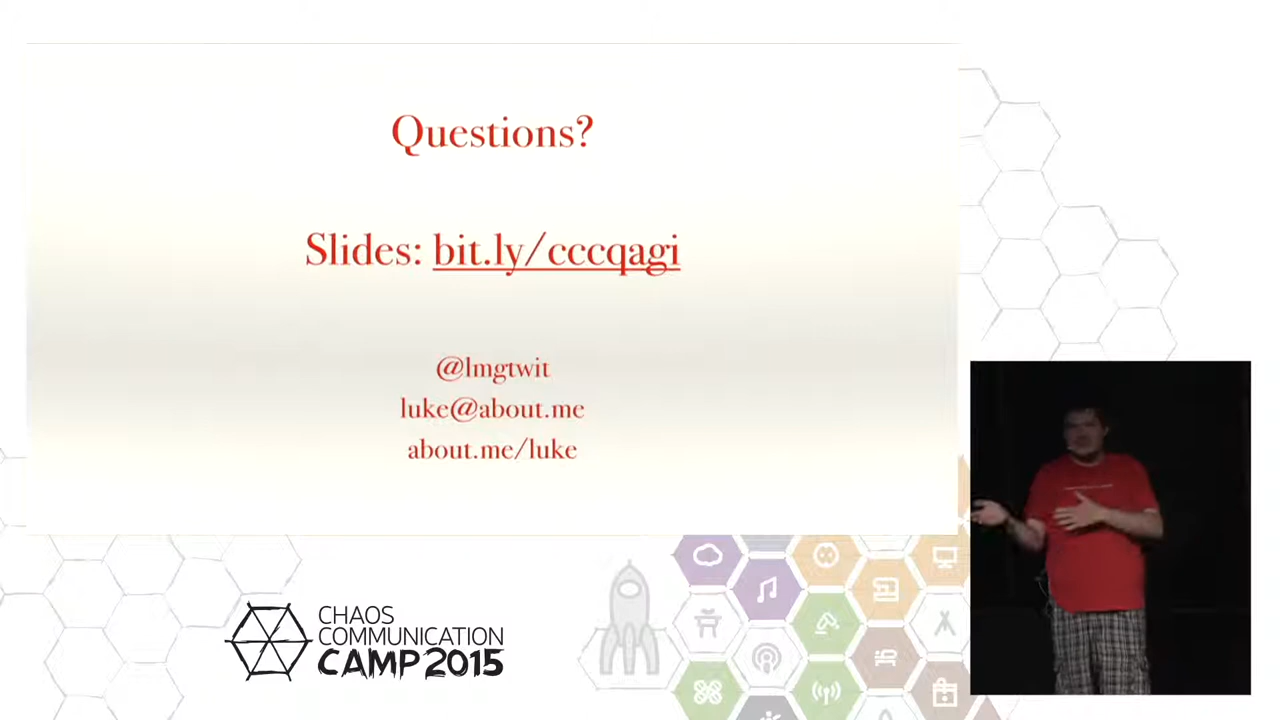 Questions?
Slides: bit.ly/cccqagi
@lmgtwit
luke@about.me
about.me/luke
CHAOS
COMMUNICATION
CAMP 2015